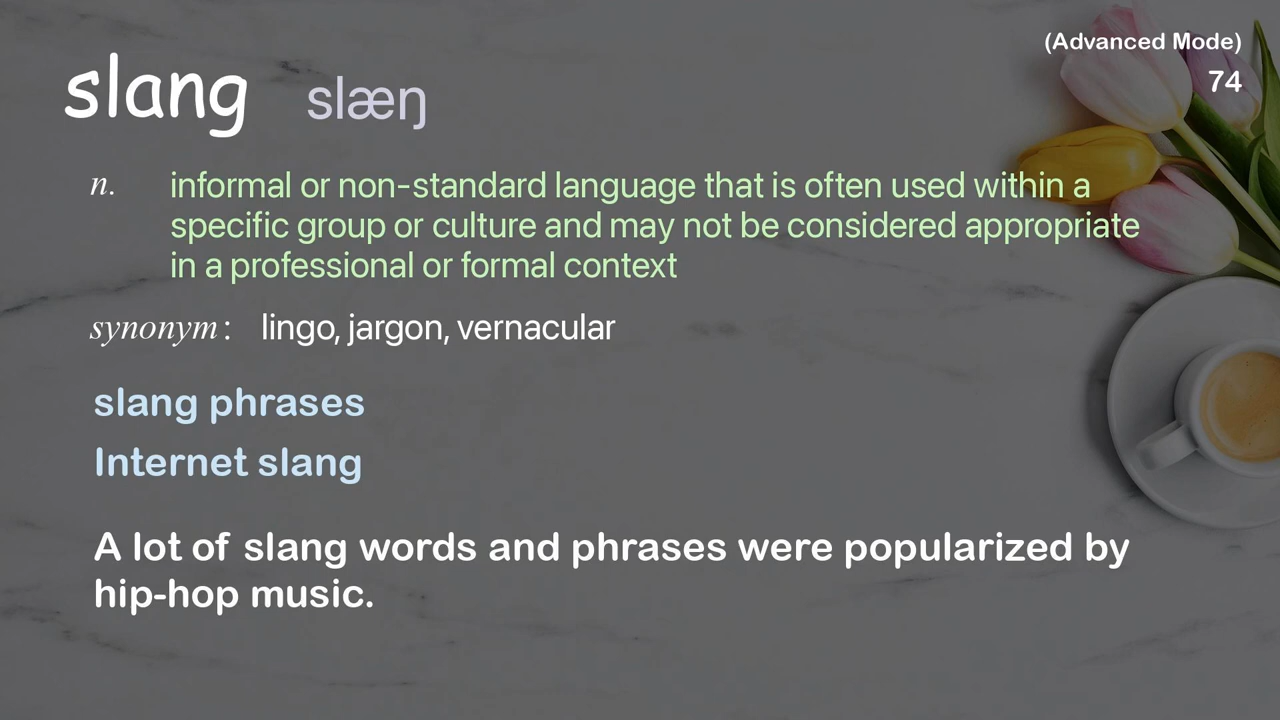 (Advanced Mode)
74
slang slæŋ
n. informal or non-standard language that is often used within a
specific group or culture and may not be considered appropriate
in a professional or formal context
synonym: lingo, jargon, vernacular
slang phrases
Internet slang
A lot of slang words and phrases were popularized by
hip-hop music.